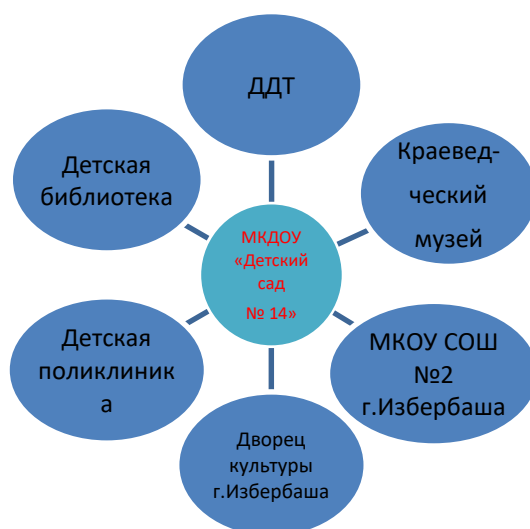 ДДТ
Детская
библиотека
Краевед-
ческий
музей
МКДОУ
«Детский
сад
№ 14»
Детская
поликлиник
а
МКОУ СОШ
№2
г.Избербаша
Дворец
культуры
г.Избербаша